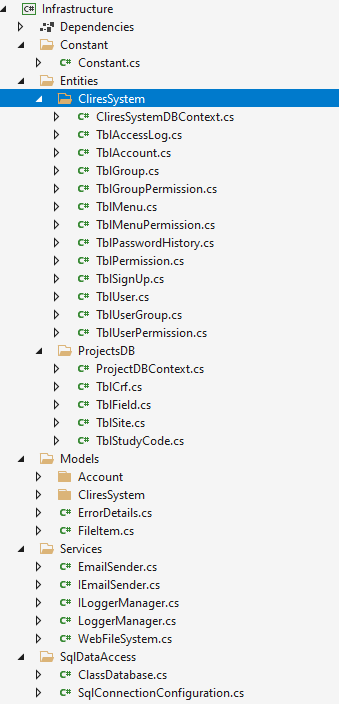 C# Infrastructure
Dependencies
Constant
C# Constant.cs
Entities
CliresSystem
C# CliresSystemDBContext.cs
C# TblAccessLog.cs
C# TblAccount.cs
C# TblGroup.cs
C# TblGroupPermission.cs
C# TblMenu.cs
C# TblMenuPermission.cs
C# TblPasswordHistory.cs
C# TblPermission.cs
C# TblSignUp.cs
C# TblUser.cs
C# TblUserGroup.cs
C# TblUserPermission.cs
ProjectsDB
C# ProjectDBContext.cs
C# TblCrf.cs
C# TblField.cs
C# TblSite.cs
C# TblStudyCode.cs
Models
Account
CliresSystem
C# ErrorDetails.cs
C# FileItem.cs
Services
C# EmailSender.cs
C# IEmailSender.cs
C# ILoggerManager.cs
C# LoggerManager.cs
C# WebFileSystem.cs
SqlDataAccess
C# ClassDatabase.cs
C# SqlConnectionConfiguration.cs